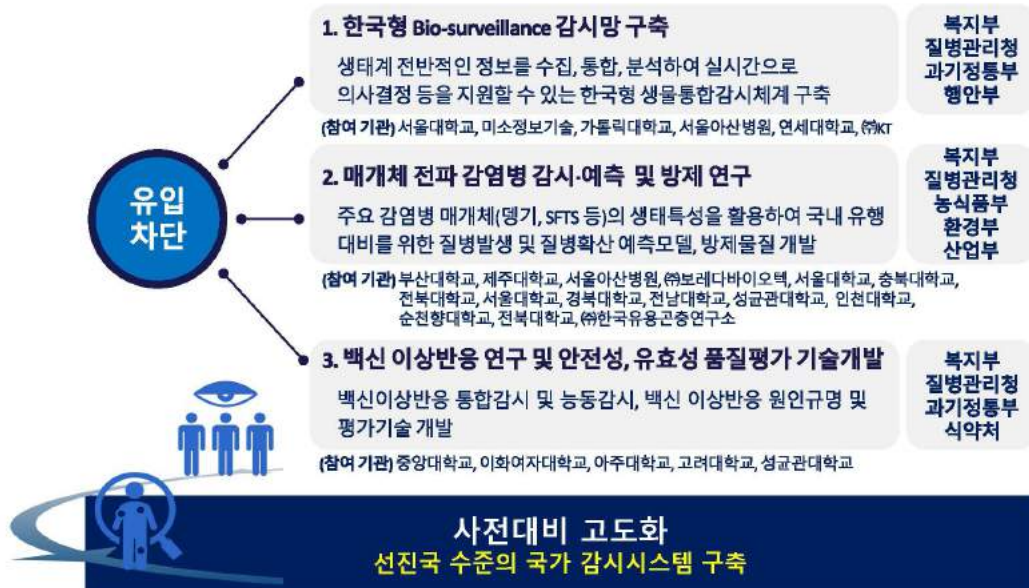 유입
차단
1. 한국형 Bio-surveillance 감시망 구축
생태계 전반적인 정보를 수집, 통합, 분석하여 실시간으로
의사결정 등을 지원할 수 있는 한국형 생물통합감시체계 구축
(참여 기관) 서울대학교, 미소정보기술, 가톨릭대학교, 서울아산병원, 연세대학교, ㈜KT
복지부
질병관리청
과기정통부
행안부
2. 매개체 전파 감염병 감시·예측 및 방제 연구
주요 감염병 매개체(뎅기, SFTS 등)의 생태특성을 활용하여 국내 유행
대비를 위한 질병발생 및 질병확산 예측모델, 방제물질 개발
(참여 기관) 부산대학교, 제주대학교, 서울아산병원, ㈜보레다바이오텍, 서울대학교, 충북대학교,
전북대학교, 서울대학교, 경북대학교, 전남대학교, 성균관대학교, 인천대학교,
순천향대학교, 전북대학교, ㈜한국유용곤충연구소
복지부
질병관리청
농식품부
환경부
산업부
3. 백신 이상반응 연구 및 안전성, 유효성 품질평가 기술개발
백신이상반응 통합감시 및 능동감시, 백신 이상반응 원인규명 및
평가기술 개발
(참여 기관) 중앙대학교, 이화여자대학교, 아주대학교, 고려대학교, 성균관대학교
복지부
질병관리청
과기정통부
식약처
사전대비 고도화
선진국 수준의 국가 감시시스템 구축